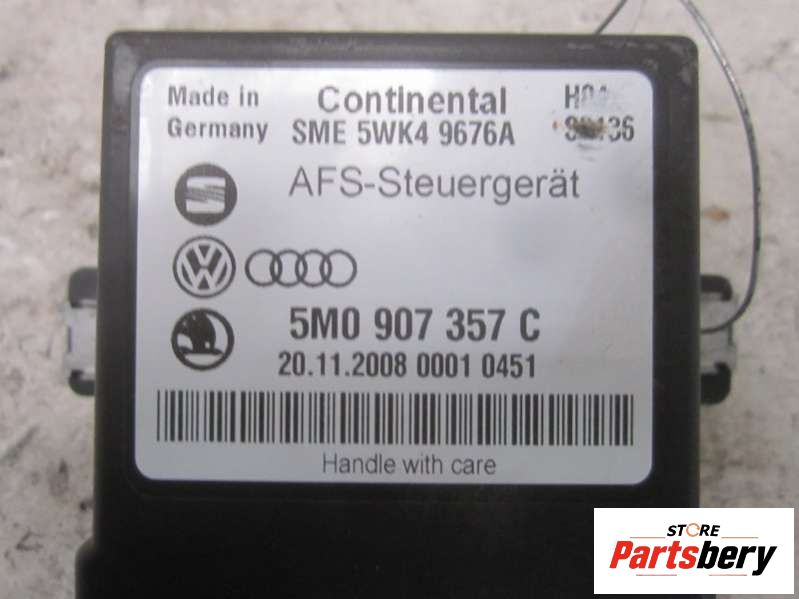 Made in
Germany
Continental
SME 5WK4 9676A
AFS-Steuergerät
5M0 907 357 C
20.11.2008 0001 0451
Handle with care
STORE
Partsbery